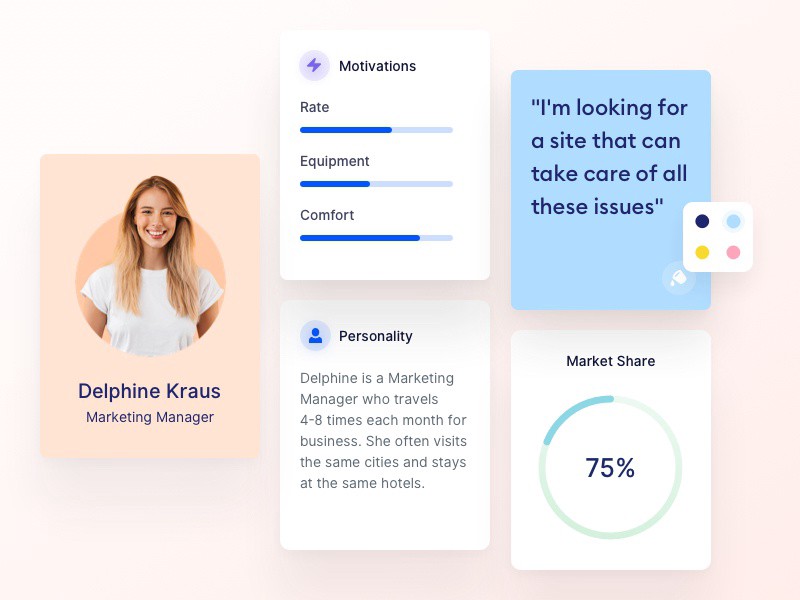 Delphine Kraus
Marketing Manager
Motivations
Rate
Equipment
Comfort
Personality
Delphine is a Marketing
Manager who travels
4-8 times each month for
business. She often visits
the same cities and stays
at the same hotels.
"I'm looking for
a site that can
take care of all
these issues"
Market Share
75%